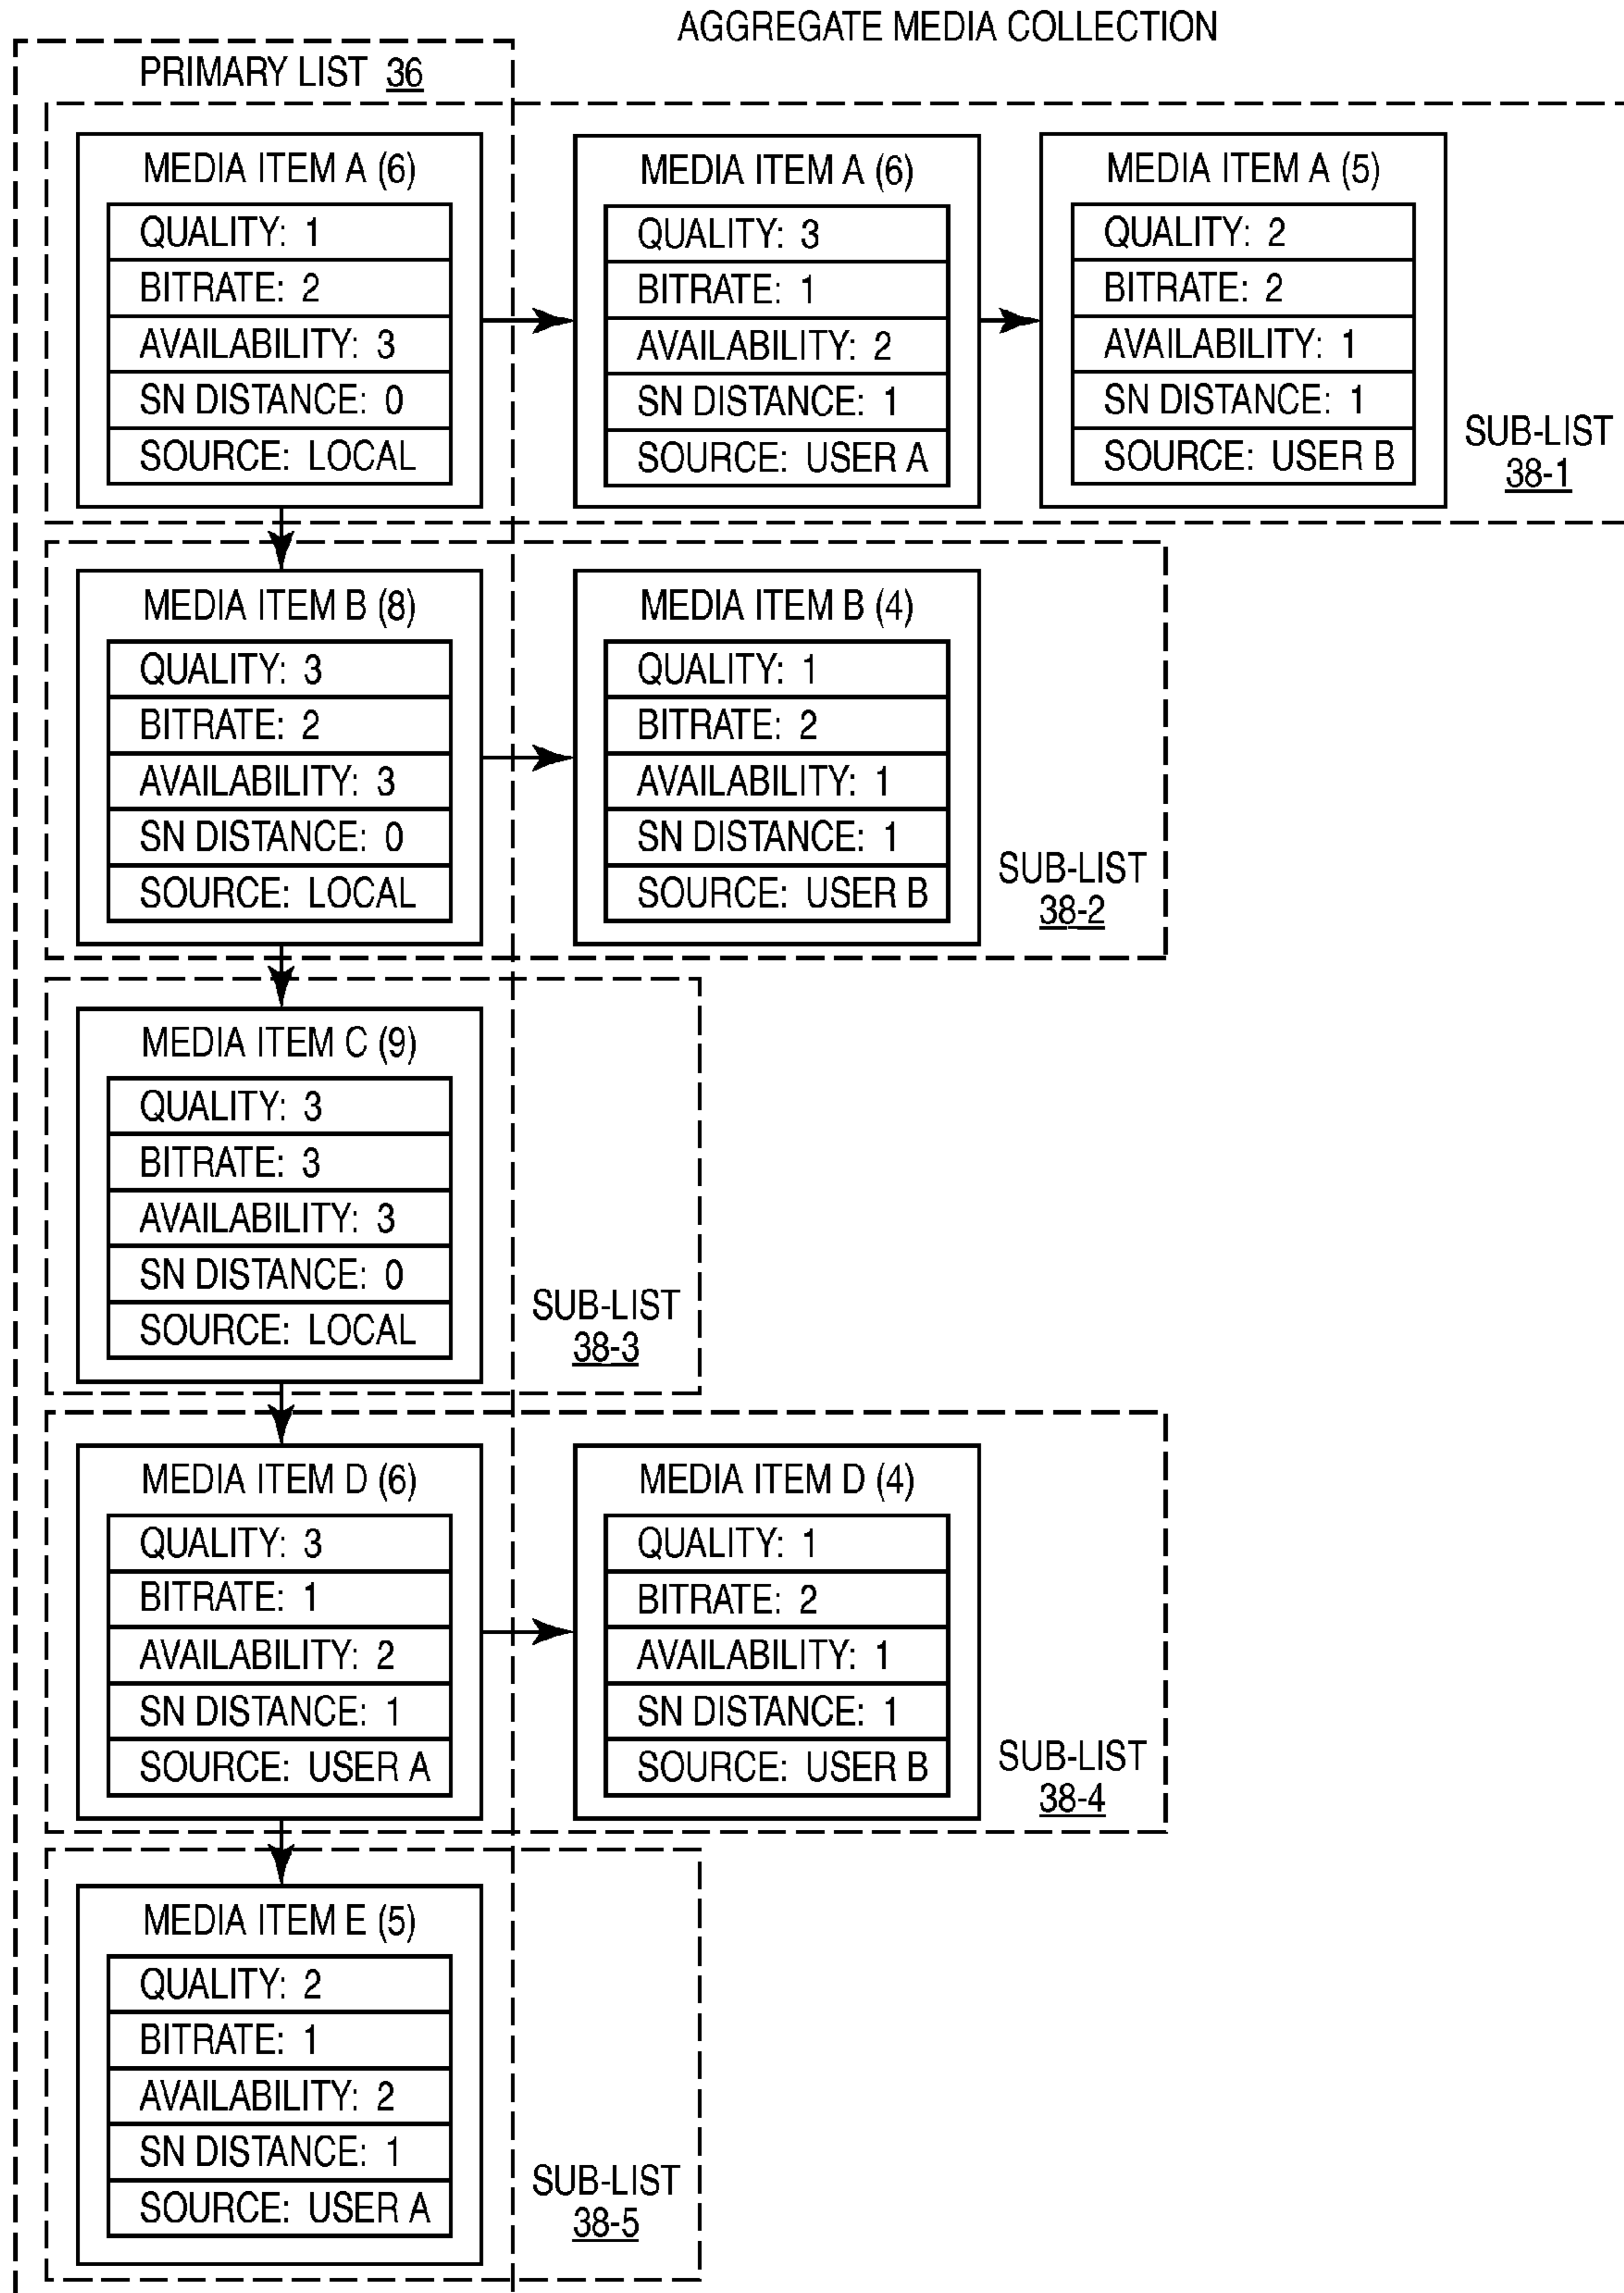 AGGREGATE MEDIA COLLECTION
PRIMARY LIST 36
MEDIA ITEM A (6)
QUALITY: 1
BITRATE: 2
AVAILABILITY: 3
SN DISTANCE: 0
SOURCE: LOCAL
MEDIA ITEM A (6)
QUALITY: 3
BITRATE: 1
AVAILABILITY: 2
SN DISTANCE: 1
SOURCE: USER A
MEDIA ITEM A (5)
QUALITY: 2
BITRATE: 2
AVAILABILITY: 1
SN DISTANCE: 1
SOURCE: USER B
SUB-LIST
38-1
MEDIA ITEM B (8)
QUALITY: 3
BITRATE: 2
AVAILABILITY: 3
SN DISTANCE: 0
SOURCE: LOCAL
MEDIA ITEM B (4)
QUALITY: 1
BITRATE: 2
AVAILABILITY: 1
SN DISTANCE: 1
SOURCE: USER B
SUB-LIST
38-2
MEDIA ITEM C (9)
QUALITY: 3
BITRATE: 3
AVAILABILITY: 3
SN DISTANCE: 0
SOURCE: LOCAL
SUB-LIST
38-3
MEDIA ITEM D (6)
QUALITY: 3
BITRATE: 1
AVAILABILITY: 2
SN DISTANCE: 1
SOURCE: USER A
MEDIA ITEM D (4)
QUALITY: 1
BITRATE: 2
AVAILABILITY: 1
SN DISTANCE: 1
SOURCE: USER B
SUB-LIST
38-4
MEDIA ITEM E (5)
QUALITY: 2
BITRATE: 1
AVAILABILITY: 2
SN DISTANCE: 1
SOURCE: USER A
SUB-LIST
38-5